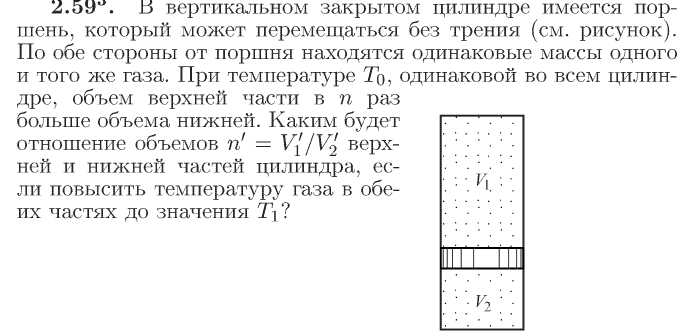 2.59³. В вертикальном закрытом цилиндре имеется пор-
шень, который может перемещаться без трения (см. рисунок).
По обе стороны от поршня находятся одинаковые массы одного
и того же газа. При температуре T₀, одинаковой во всем цилин-
дре, объем верхней части в n раз
больше объема нижней. Каким будет
отношение объемов n′ = V₁′/V₂′ верх-
ней и нижней частей цилиндра, ес-
ли повысить температуру газа в обе-
их частях до значения T₁?
V₁
V₂